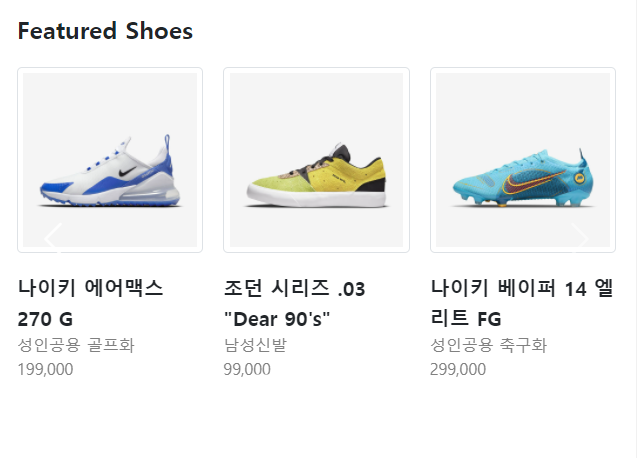 Featured Shoes
나이키 에어맥스
270 G
성인공용 골프화
199,000
조던 시리즈 .03
"Dear 90's"
남성신발
99,000
나이키 베이퍼 14 엘
리트 FG
성인공용 축구화
299,000